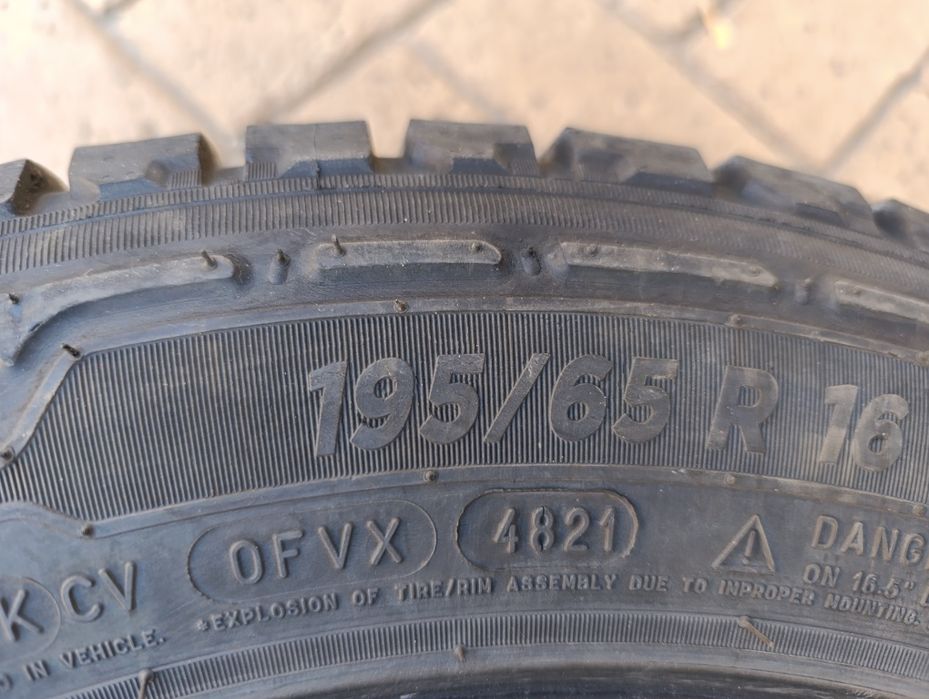 195/65 R 16
0FVX 4821 DANG
ON 16.5"
K CV *EXPLOSION OF TIRE/RIM ASSEMBLY DUE TO IMPROPER MOUNTING.
IN VEHICLE.